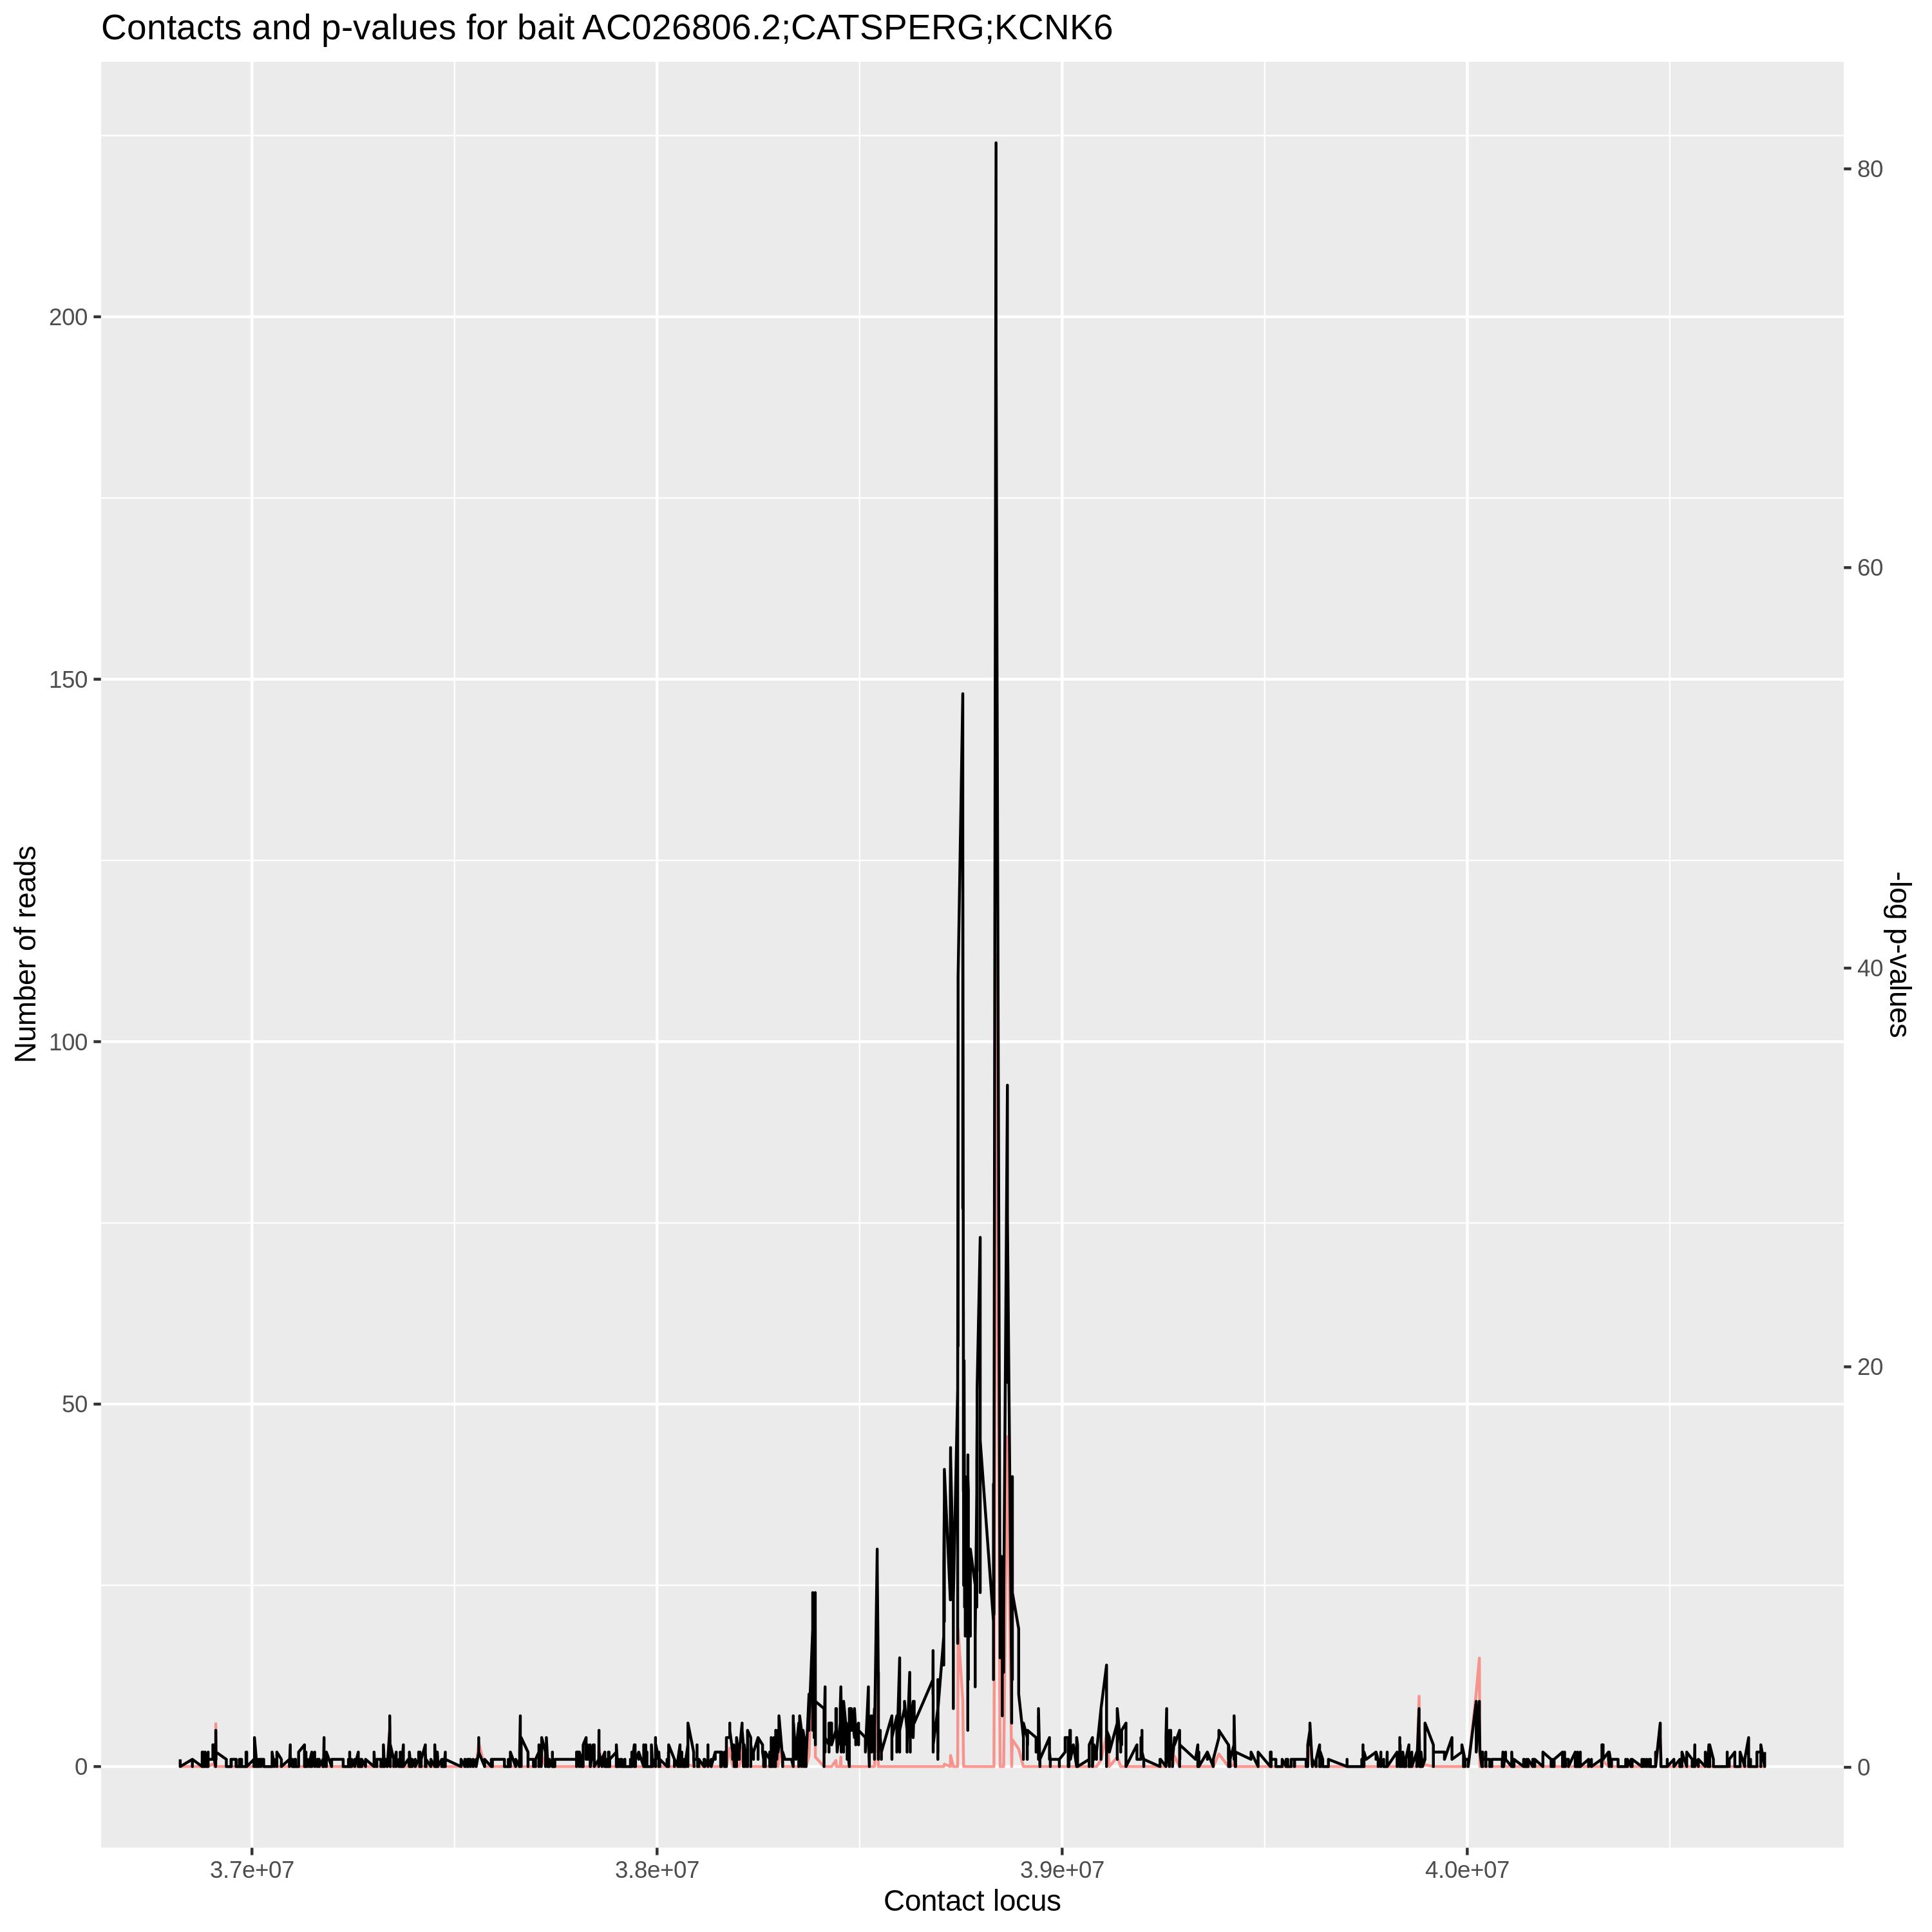 Contacts and p-values for bait AC026806.2;CATSPERG;KCNK6
200
150
100
50
0
Number of reads
80
60
40
20
0
-log p-values
3.7e+07 3.8e+07 3.9e+07 4.0e+07
Contact locus